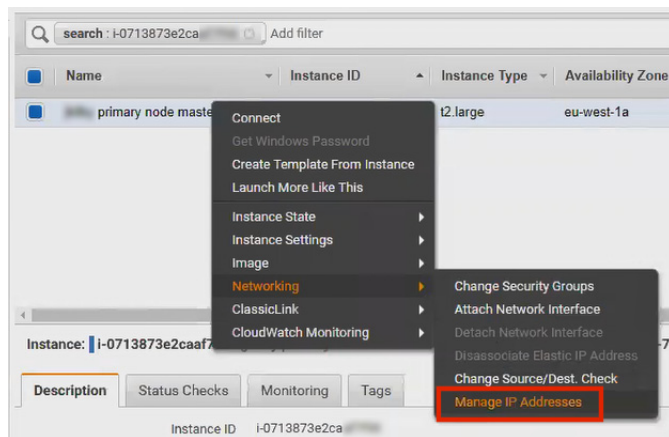 search : i-0713873e2ca Add filter
Name Instance ID Instance Type Availability Zone
primary node maste t2.large eu-west-1a
Connect
Get Windows Password
Create Template From Instance
Launch More Like This
Instance State
Instance Settings
Image
Networking
ClassicLink
CloudWatch Monitoring
Change Security Groups
Attach Network Interface
Detach Network Interface
Disassociate Elastic IP Address
Change Source/Dest. Check
Manage IP Addresses
Instance: i-0713873e2caaf7
Description Status Checks Monitoring Tags
Instance ID i-0713873e2ca